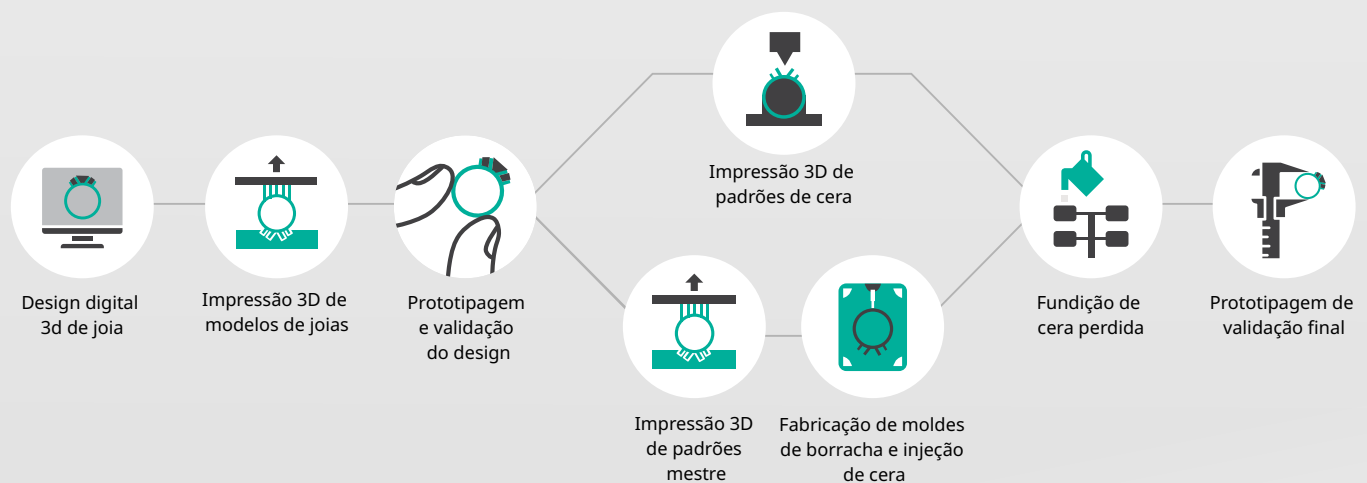 Design digital
3d de joia
Impressão 3D de
modelos de joias
Prototipagem
e validação
do design
Impressão 3D de
padrões de cera
Impressão 3D
de padrões
mestre
Fabricação de moldes
de borracha e injeção
de cera
Fundição de
cera perdida
Prototipagem de
validação final